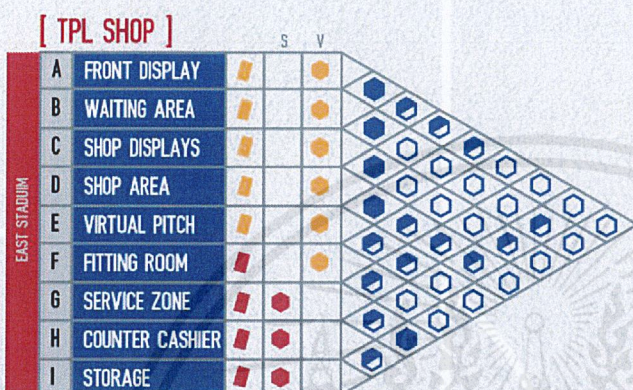 [ TPL SHOP ]
S V
EAST STADUIM
A FRONT DISPLAY
B WAITING AREA
C SHOP DISPLAYS
D SHOP AREA
E VIRTUAL PITCH
F FITTING ROOM
G SERVICE ZONE
H COUNTER CASHIER
I STORAGE